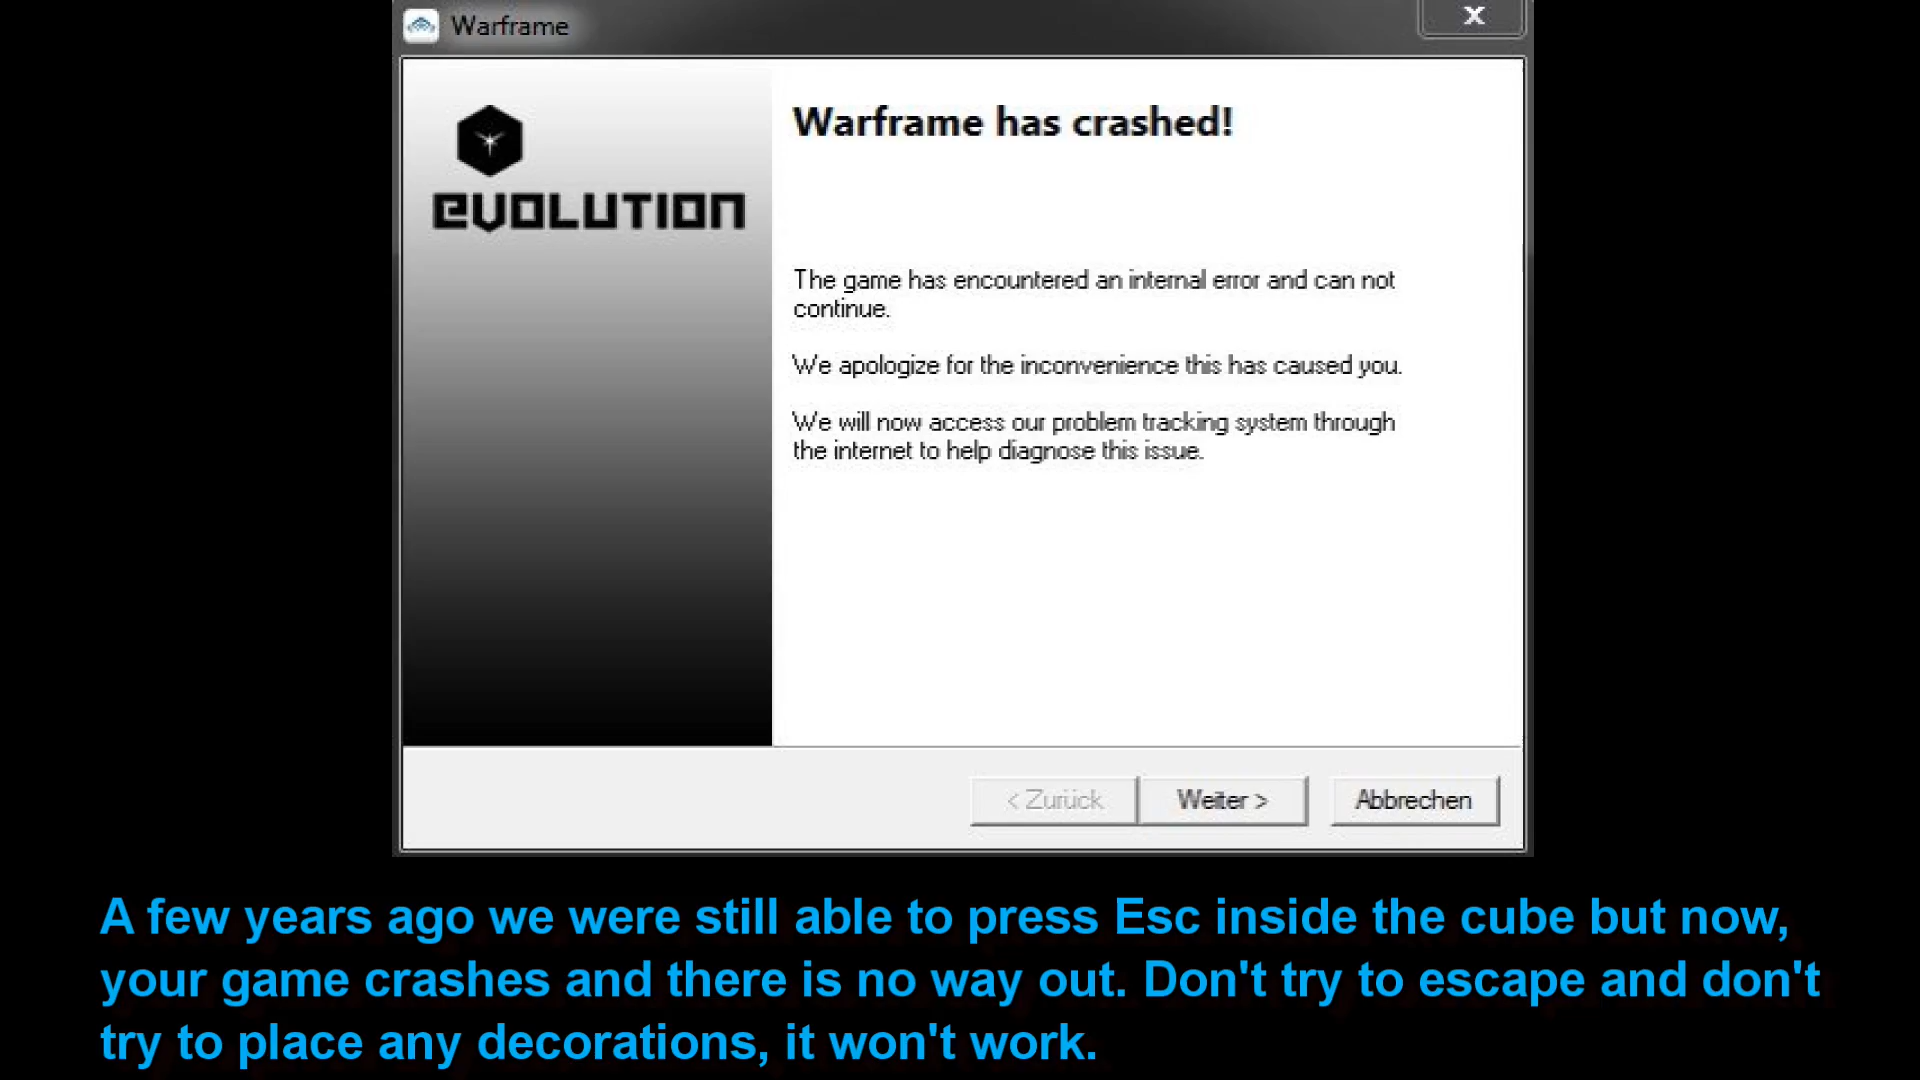 Warframe
X
evolution
Warframe has crashed!
The game has encountered an internal error and can not
continue.
We apologize for the inconvenience this has caused you.
We will now access our problem tracking system through
the internet to help diagnose this issue.
< Zurück Weiter > Abbrechen
A few years ago we were still able to press Esc inside the cube but now,
your game crashes and there is no way out. Don't try to escape and don't
try to place any decorations, it won't work.